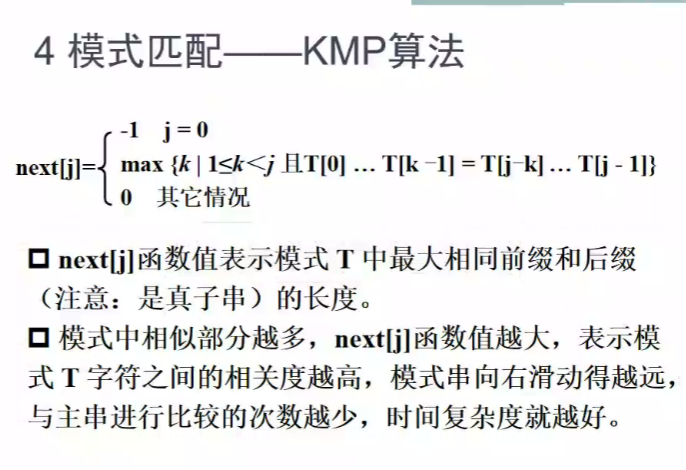 4 模式匹配——KMP算法
-1 j = 0
next[j]= max {k | 1≤k＜j 且T[0] … T[k −1] = T[j−k] … T[j - 1]}
0 其它情况
next[j]函数值表示模式 T 中最大相同前缀和后缀
（注意：是真子串）的长度。
模式中相似部分越多，next[j]函数值越大，表示模
式 T 字符之间的相关度越高，模式串向右滑动得越远，
与主串进行比较的次数越少，时间复杂度就越好。